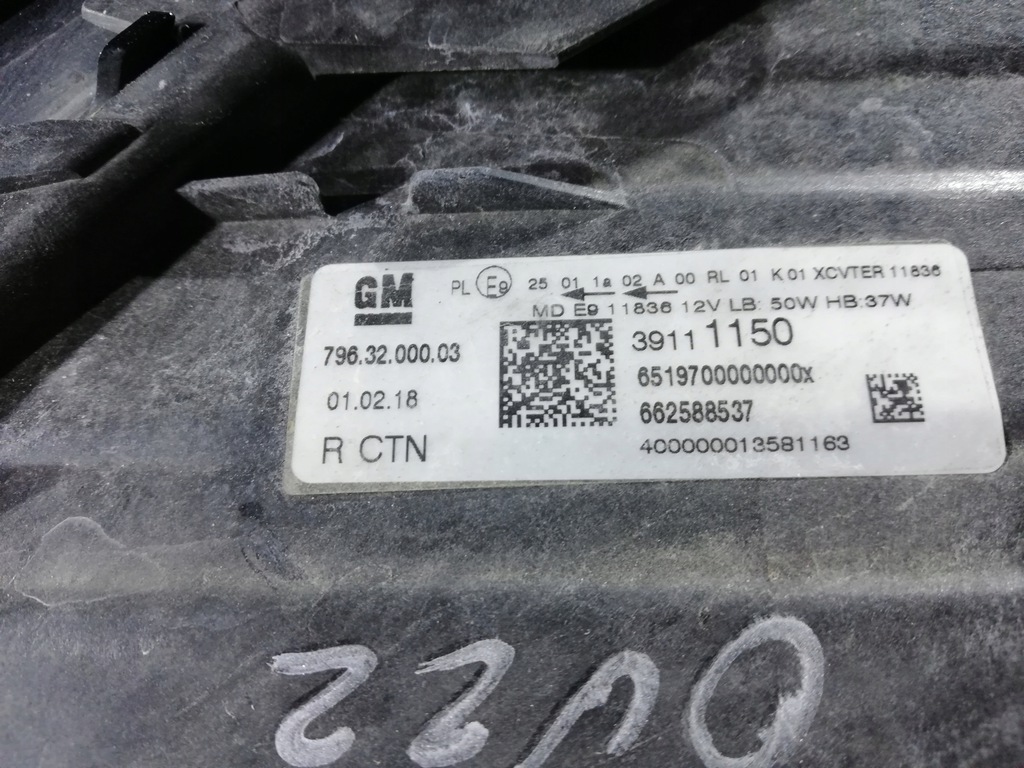 GM
PL E9 25 01 1a 02 A 00 RL 01 K 01 XCVTER 11836
MD E9 11836 12V LB: 50W HB:37W
796.32.000.03
39111150
01.02.18
6519700000000x
662588537
R CTN
400000013581163